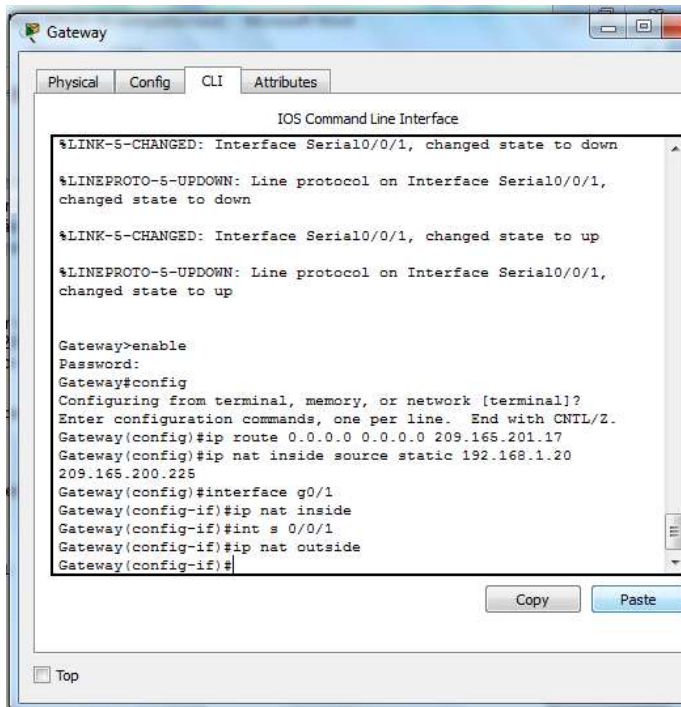 Gateway
Physical Config CLI Attributes
IOS Command Line Interface
%LINK-5-CHANGED: Interface Serial0/0/1, changed state to down
%LINEPROTO-5-UPDOWN: Line protocol on Interface Serial0/0/1,
changed state to down
%LINK-5-CHANGED: Interface Serial0/0/1, changed state to up
%LINEPROTO-5-UPDOWN: Line protocol on Interface Serial0/0/1,
changed state to up
Gateway>enable
Password:
Gateway#config
Configuring from terminal, memory, or network [terminal]?
Enter configuration commands, one per line.  End with CNTL/Z.
Gateway(config)#ip route 0.0.0.0 0.0.0.0 209.165.201.17
Gateway(config)#ip nat inside source static 192.168.1.20
209.165.200.225
Gateway(config)#interface g0/1
Gateway(config-if)#ip nat inside
Gateway(config-if)#int s 0/0/1
Gateway(config-if)#ip nat outside
Gateway(config-if)#
Copy Paste
Top